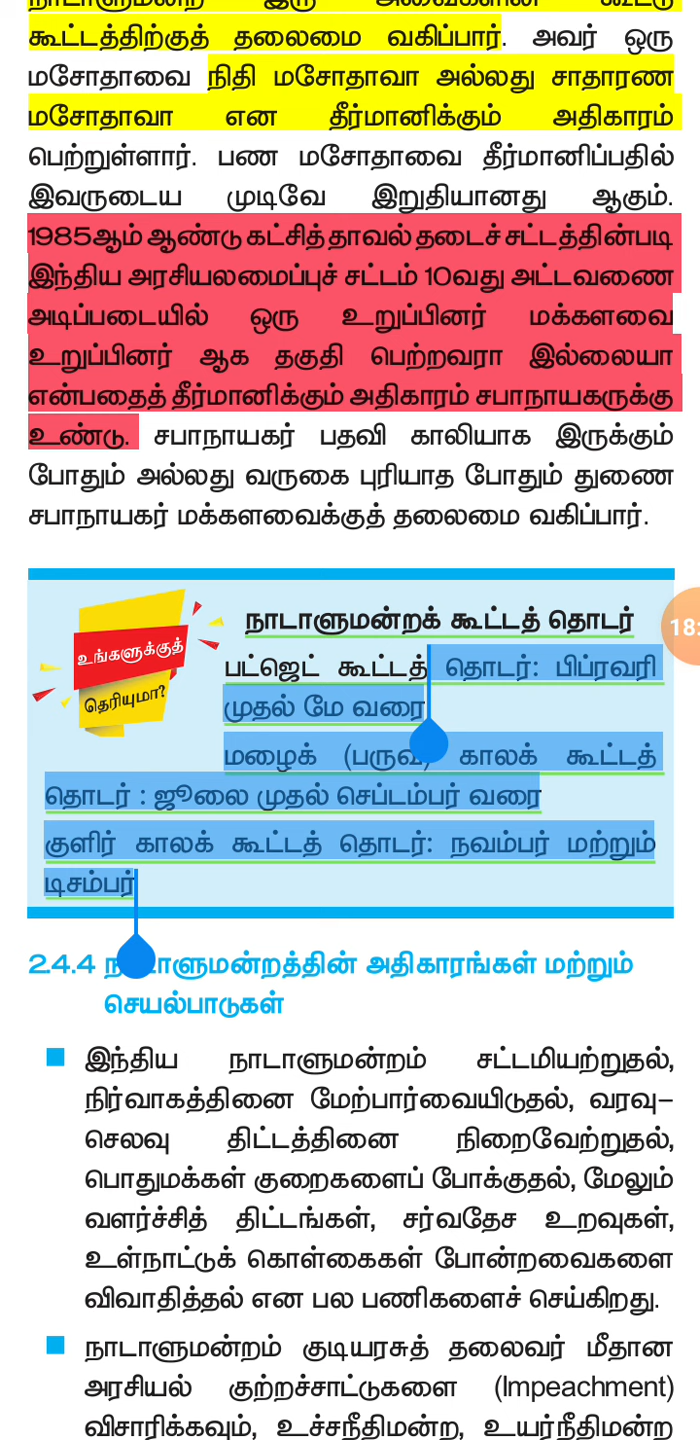 நாடாளுமன்ற இரு அவைகளின் கூட்டு
கூட்டத்திற்குத் தலைமை வகிப்பார். அவர் ஒரு
மசோதாவை நிதி மசோதாவா அல்லது சாதாரண
மசோதாவா என தீர்மானிக்கும் அதிகாரம்
பெற்றுள்ளார். பண மசோதாவை தீர்மானிப்பதில்
இவருடைய முடிவே இறுதியானது ஆகும்.
1985ஆம் ஆண்டு கட்சித் தாவல் தடைச் சட்டத்தின்படி
இந்திய அரசியலமைப்புச் சட்டம் 10வது அட்டவணை
அடிப்படையில் ஒரு உறுப்பினர் மக்களவை
உறுப்பினர் ஆக தகுதி பெற்றவரா இல்லையா
என்பதைத் தீர்மானிக்கும் அதிகாரம் சபாநாயகருக்கு
உண்டு. சபாநாயகர் பதவி காலியாக இருக்கும்
போதும் அல்லது வருகை புரியாத போதும் துணை
சபாநாயகர் மக்களவைக்குத் தலைமை வகிப்பார்.
உங்களுக்குத்
தெரியுமா?
நாடாளுமன்றக் கூட்டத் தொடர்
பட்ஜெட் கூட்டத் தொடர்: பிப்ரவரி
முதல் மே வரை
மழைக் (பருவ) காலக் கூட்டத்
தொடர் : ஜூலை முதல் செப்டம்பர் வரை
குளிர் காலக் கூட்டத் தொடர்: நவம்பர் மற்றும்
டிசம்பர்
18:
2.4.4 நாடாளுமன்றத்தின் அதிகாரங்கள் மற்றும்
செயல்பாடுகள்
இந்திய நாடாளுமன்றம் சட்டமியற்றுதல்,
நிர்வாகத்தினை மேற்பார்வையிடுதல், வரவு–
செலவு திட்டத்தினை நிறைவேற்றுதல்,
பொதுமக்கள் குறைகளைப் போக்குதல், மேலும்
வளர்ச்சித் திட்டங்கள், சர்வதேச உறவுகள்,
உள்நாட்டுக் கொள்கைகள் போன்றவைகளை
விவாதித்தல் என பல பணிகளைச் செய்கிறது.
நாடாளுமன்றம் குடியரசுத் தலைவர் மீதான
அரசியல் குற்றச்சாட்டுகளை (Impeachment)
விசாரிக்கவும், உச்சநீதிமன்ற, உயர்நீதிமன்ற